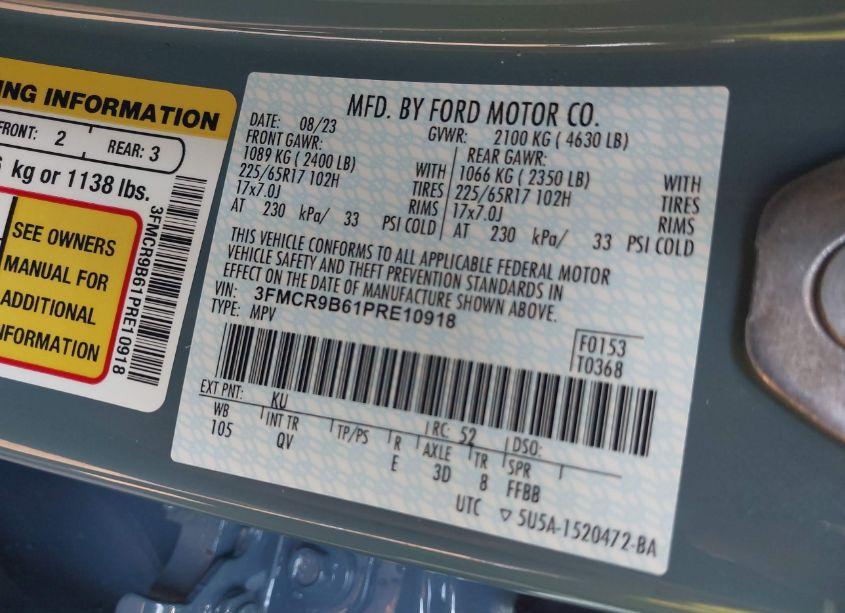 NG INFORMATION
FRONT: 2 REAR: 3
kg or 1138 lbs.
SEE OWNERS
MANUAL FOR
ADDITIONAL
NFORMATION
3FMCR9B61PRE10918
MFD. BY FORD MOTOR CO.
DATE: 08/23 GVWR: 2100 KG ( 4630 LB)
FRONT GAWR: REAR GAWR:
1089 KG ( 2400 LB) WITH 1066 KG ( 2350 LB) WITH
225/65R17 102H TIRES 225/65R17 102H TIRES
17x7.0J RIMS 17x7.0J RIMS
AT 230 kPa/ 33 PSI COLD AT 230 kPa/ 33 PSI COLD
THIS VEHICLE CONFORMS TO ALL APPLICABLE FEDERAL MOTOR
VEHICLE SAFETY AND THEFT PREVENTION STANDARDS IN
EFFECT ON THE DATE OF MANUFACTURE SHOWN ABOVE.
VIN: 3FMCR9B61PRE10918
TYPE: MPV
F0153
T0368
EXT PNT: KU RC: 52 DSO:
WB INT TR TP/PS R AXLE TR SPR
105 QV E 3D 8 FFBB
UTC ▽ 5U5A-1520472-BA